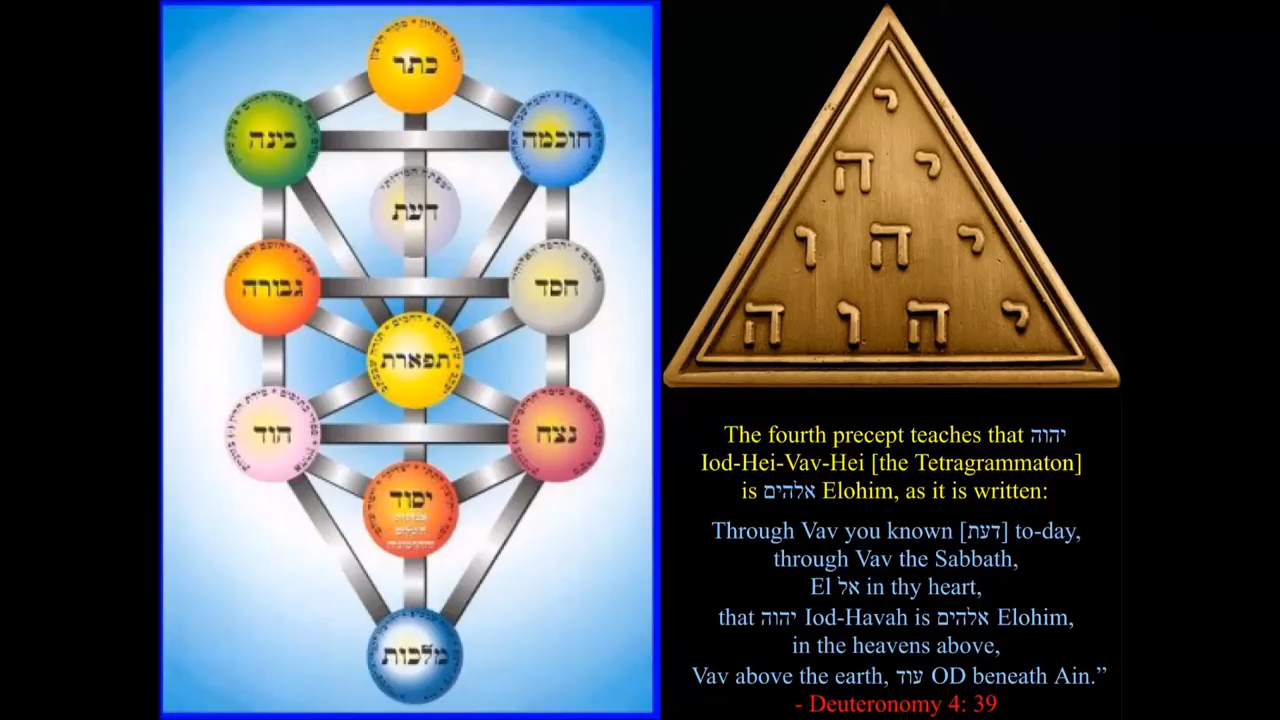 כתר
בינה
חוכמה
דעת
גבורה
חסד
תפארת
הוד
נצח
יסוד
מלכות
י
י ה
י ה ו
י ה ו ה
The fourth precept teaches that יהוה
Iod-Hei-Vav-Hei [the Tetragrammaton]
is אלהים Elohim, as it is written:
Through Vav you known [דעת] to-day,
through Vav the Sabbath,
El אל in thy heart,
that יהוה Iod-Havah is אלהים Elohim,
in the heavens above,
Vav above the earth, עוד OD beneath Ain.”
- Deuteronomy 4: 39